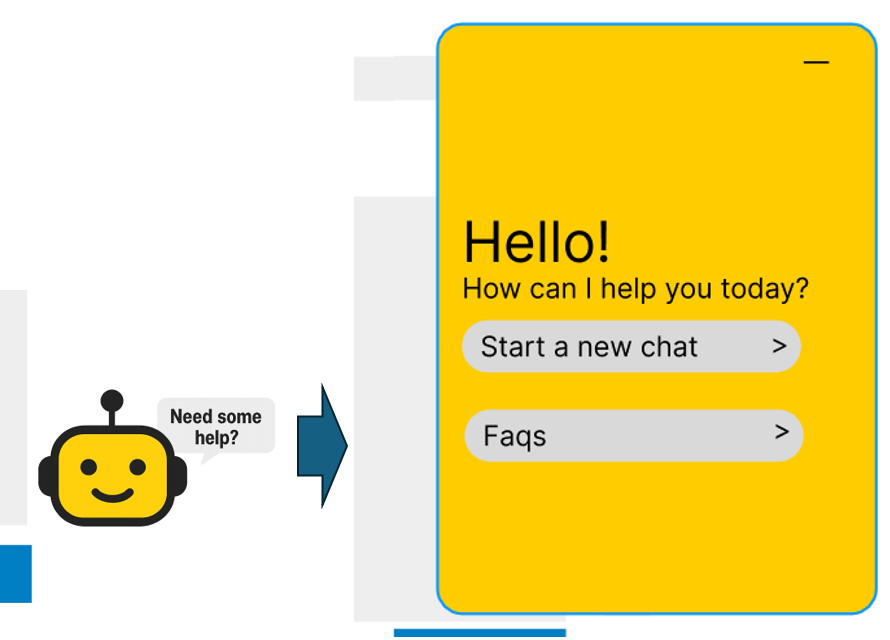 Need some
help?
Hello!
How can I help you today?
Start a new chat >
Faqs >